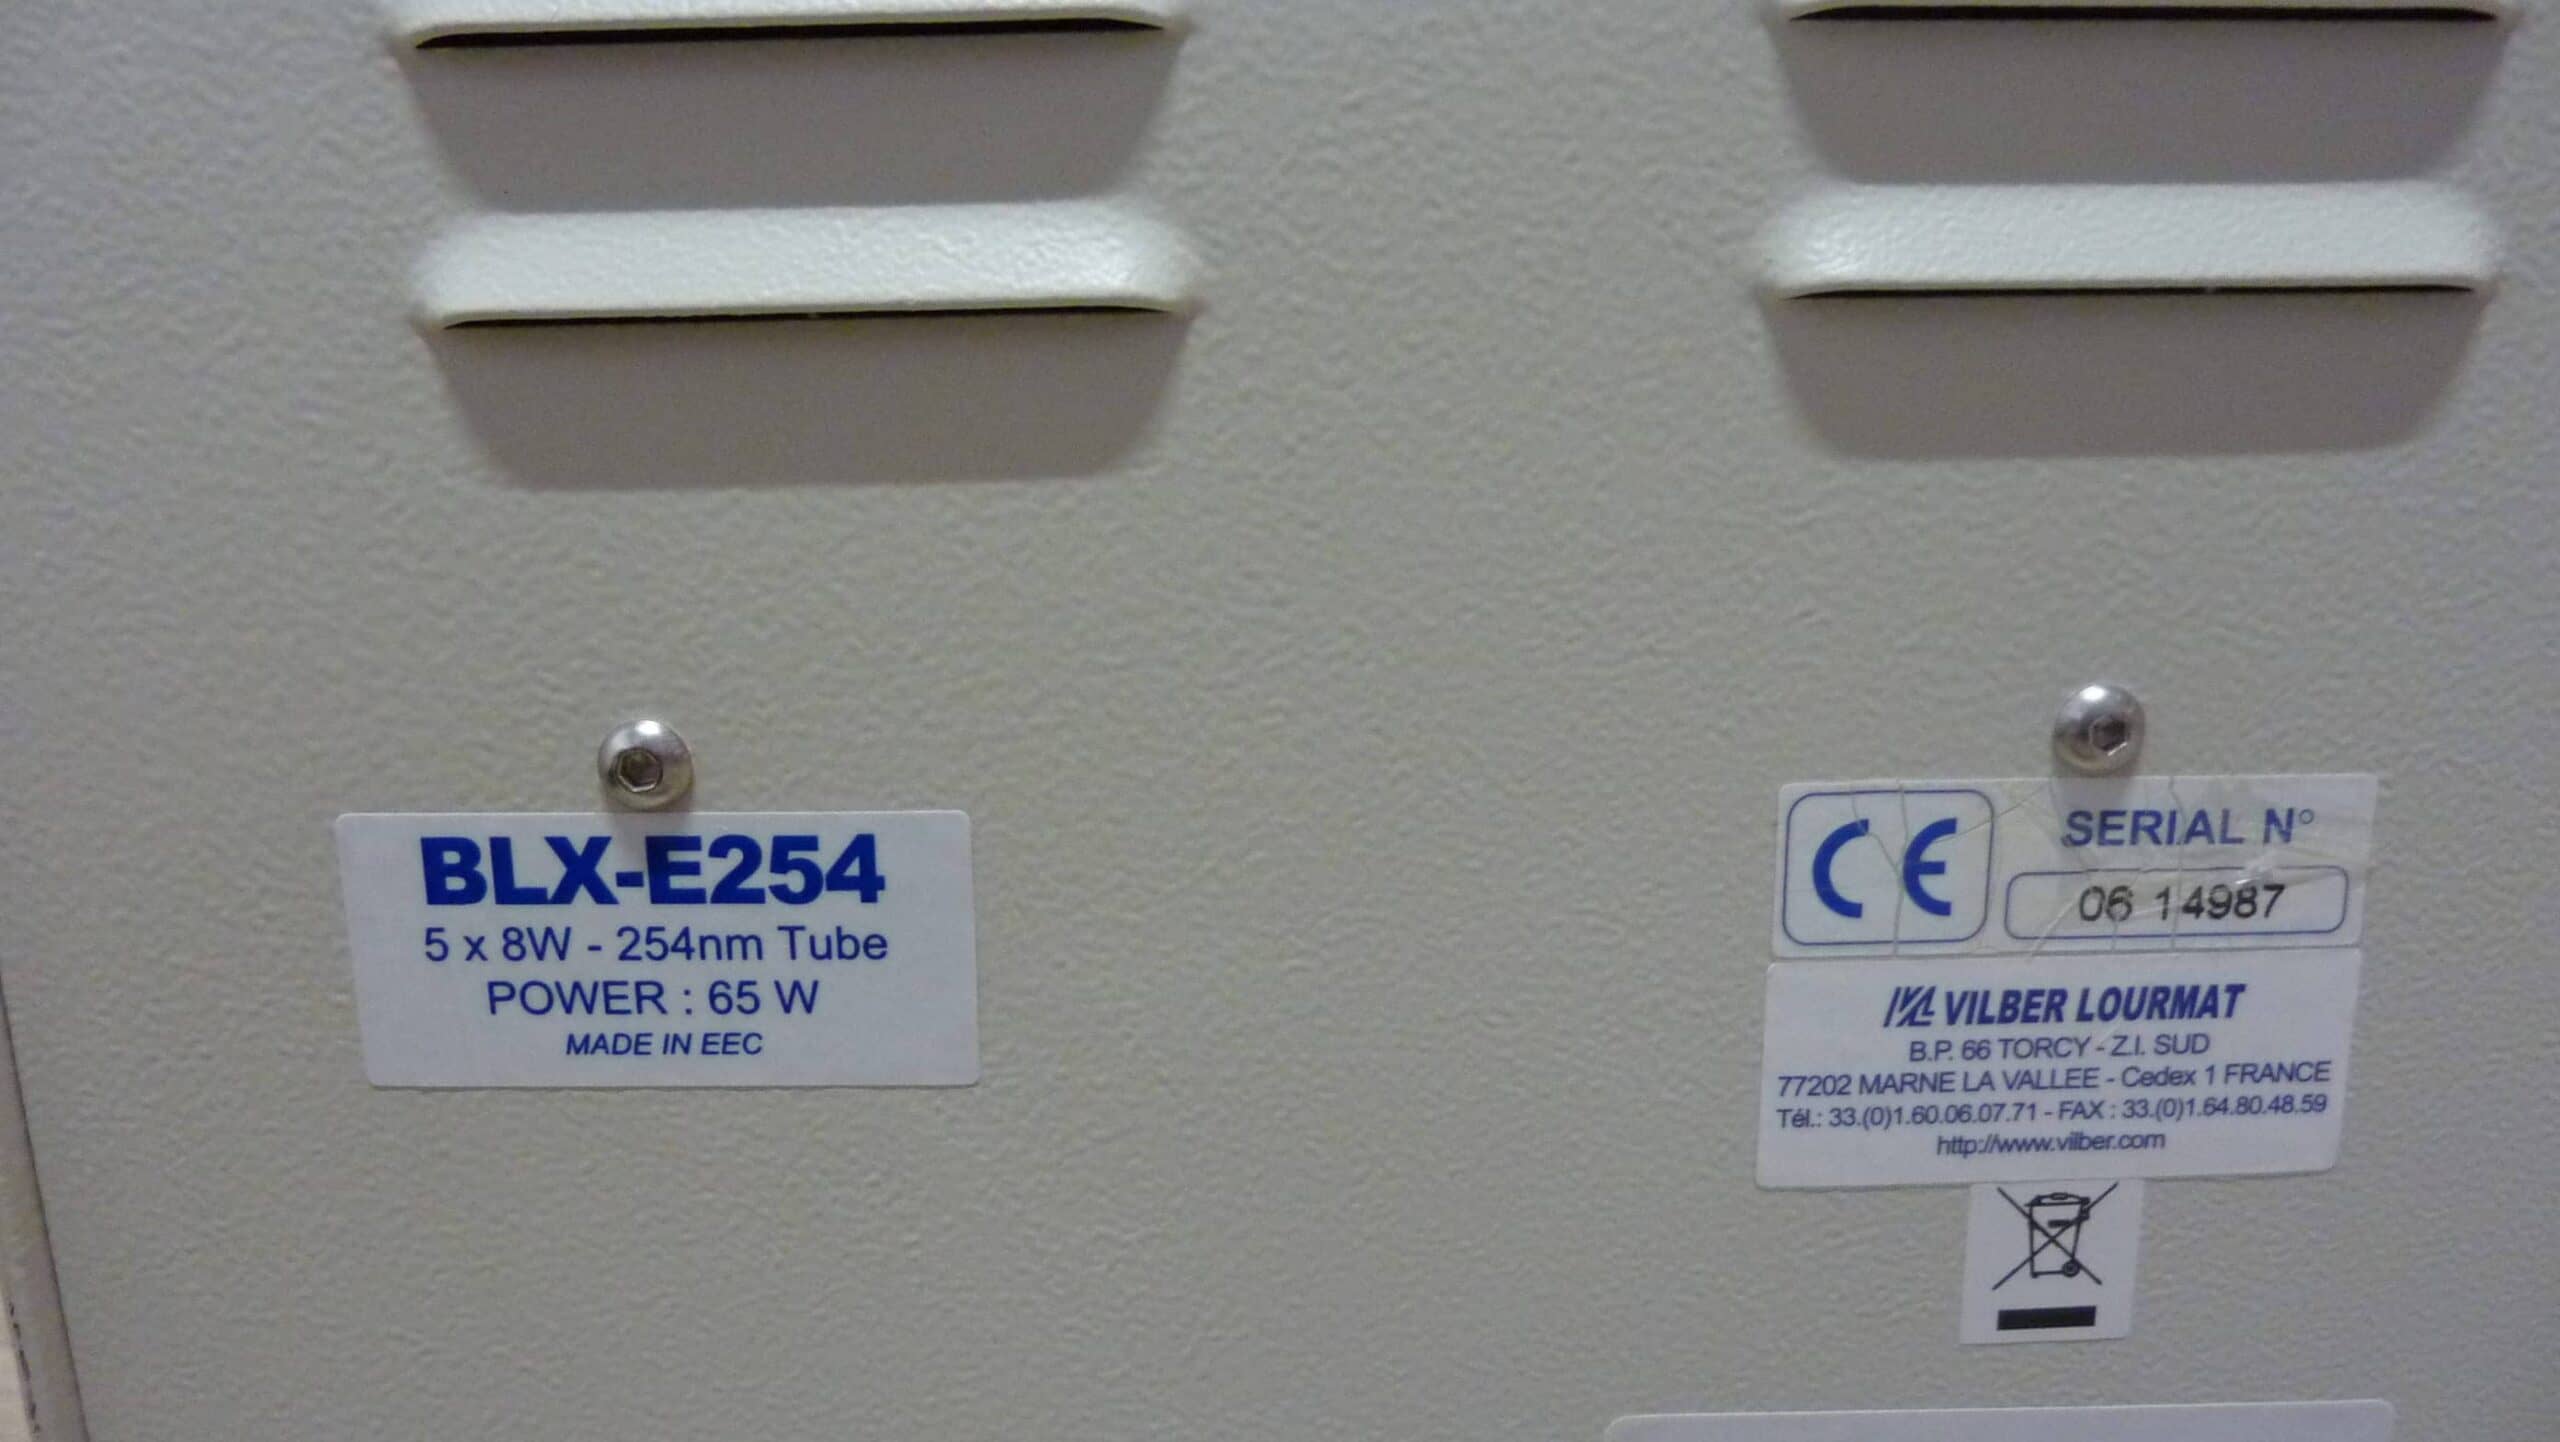 BLX-E254
5 x 8W - 254nm Tube
POWER : 65 W
MADE IN EEC
CE
SERIAL N°
06 14987
VILBER LOURMAT
B.P. 66 TORCY - Z.I. SUD
77202 MARNE LA VALLEE - Cedex 1 FRANCE
Tél.: 33.(0)1.60.06.07.71 - FAX : 33.(0)1.64.80.48.59
http://www.vilber.com